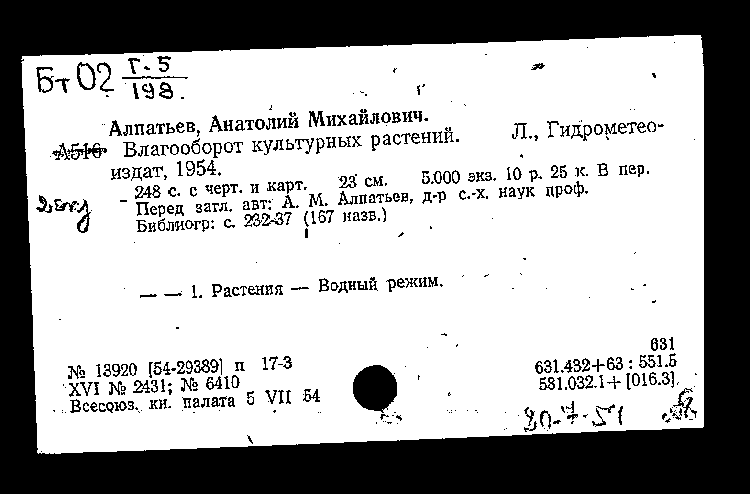 Бт 02 Г-5
198.
Алпатьев, Анатолий Михайлович.
А516 Влагооборот культурных растений. Л., Гидрометео-
издат, 1954.
248 с. с черт. и карт. 23 см. 5.000 экз. 10 р. 25 к. В пер.
Перед загл. авт: А. М. Алпатьев, д-р с.-х. наук проф.
Библиогр: с. 232-37 (167 назв.)
— — 1. Растения — Водный режим.
№ 13920 [54-29389] п 17-3
XVI № 2431; № 6410
Всесоюз. кн. палата 5 VII 54
631
631.432+63 : 551.5
581.032.1+ [016.3]